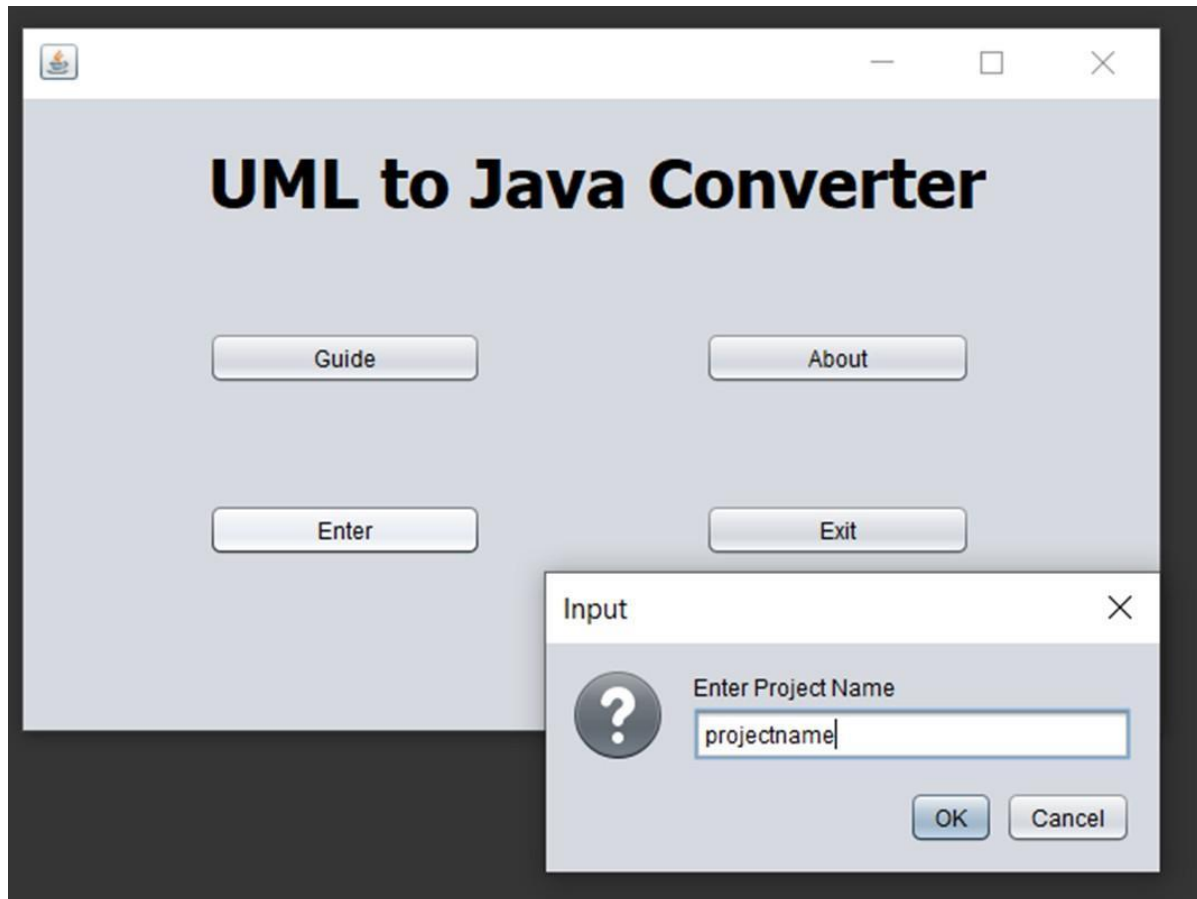 UML to Java Converter
Guide
About
Enter
Exit
Input
Enter Project Name
projectname
OK
Cancel